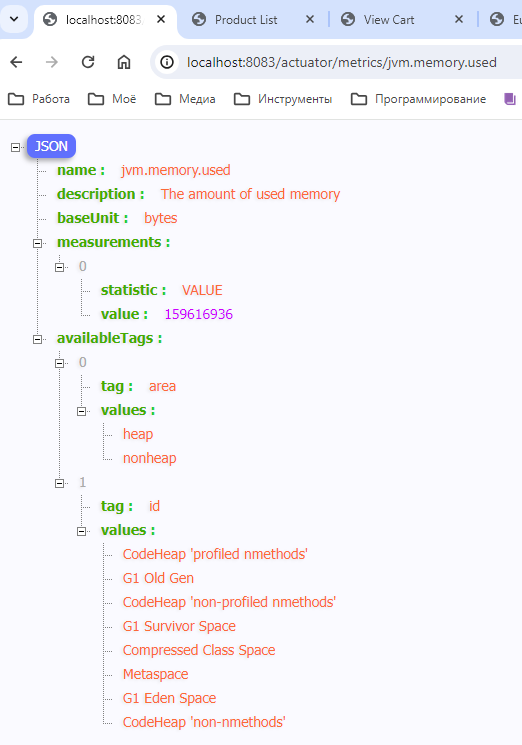 localhost:8083
Product List
View Cart
Eu
localhost:8083/actuator/metrics/jvm.memory.used
Работа
Моё
Медиа
Инструменты
Программирование
JSON
name : jvm.memory.used
description : The amount of used memory
baseUnit : bytes
measurements :
0
statistic : VALUE
value : 159616936
availableTags :
0
tag : area
values :
heap
nonheap
1
tag : id
values :
CodeHeap 'profiled nmethods'
G1 Old Gen
CodeHeap 'non-profiled nmethods'
G1 Survivor Space
Compressed Class Space
Metaspace
G1 Eden Space
CodeHeap 'non-nmethods'